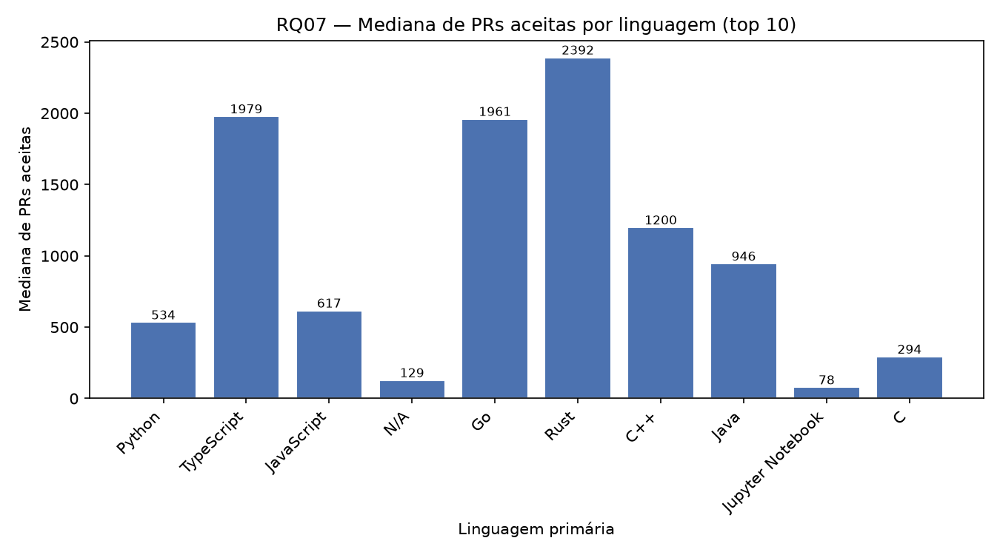 RQ07 — Mediana de PRs aceitas por linguagem (top 10)
Mediana de PRs aceitas
2500
2000
1500
1000
500
0
534
1979
617
129
1961
2392
1200
946
78
294
Python
TypeScript
JavaScript
N/A
Go
Rust
C++
Java
Jupyter Notebook
C
Linguagem primária